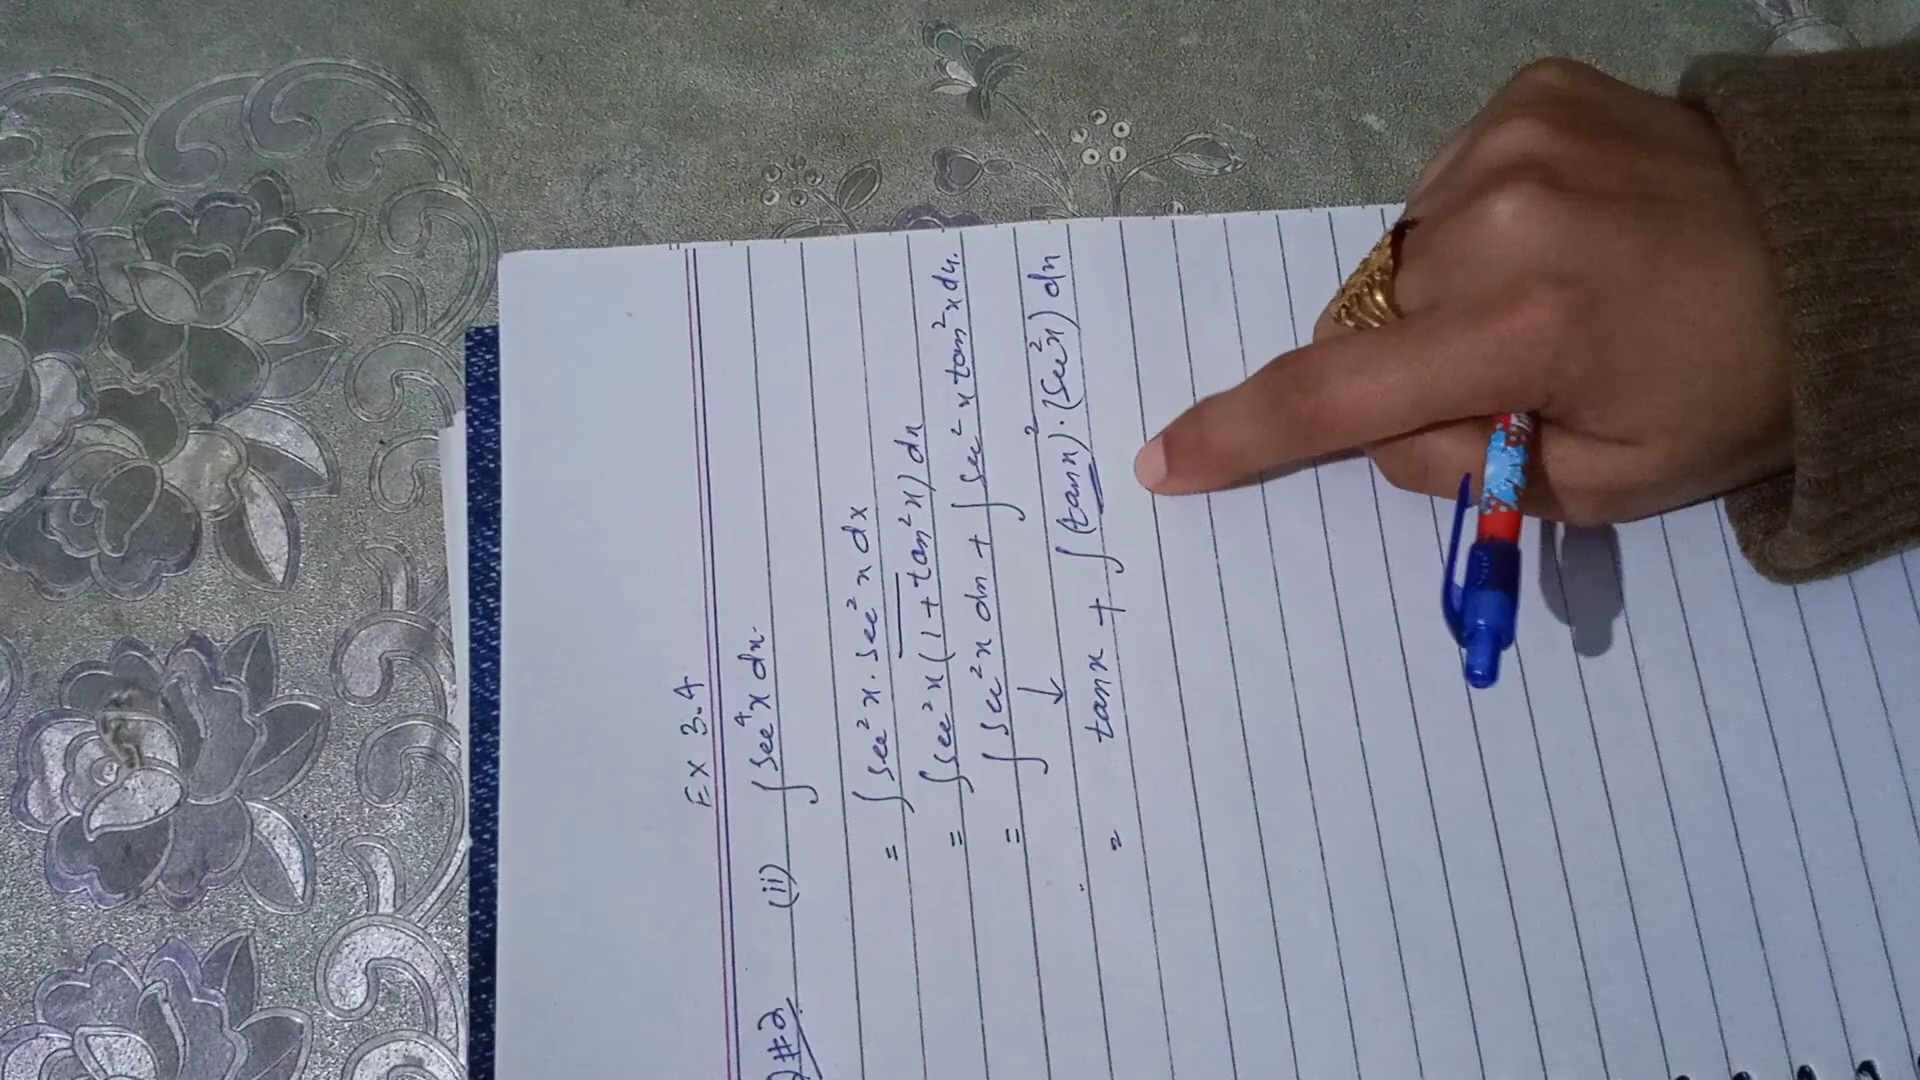 Ex 3.4
Q#2 (ii) ∫ sec⁴x dx.
= ∫ sec²x . sec²x dx
= ∫ sec²x (1 + tan²x) dx
= ∫ sec²x dx + ∫ sec²x tan²x dx.
↓
= tanx + ∫ (tanx)² . (sec²x) dx